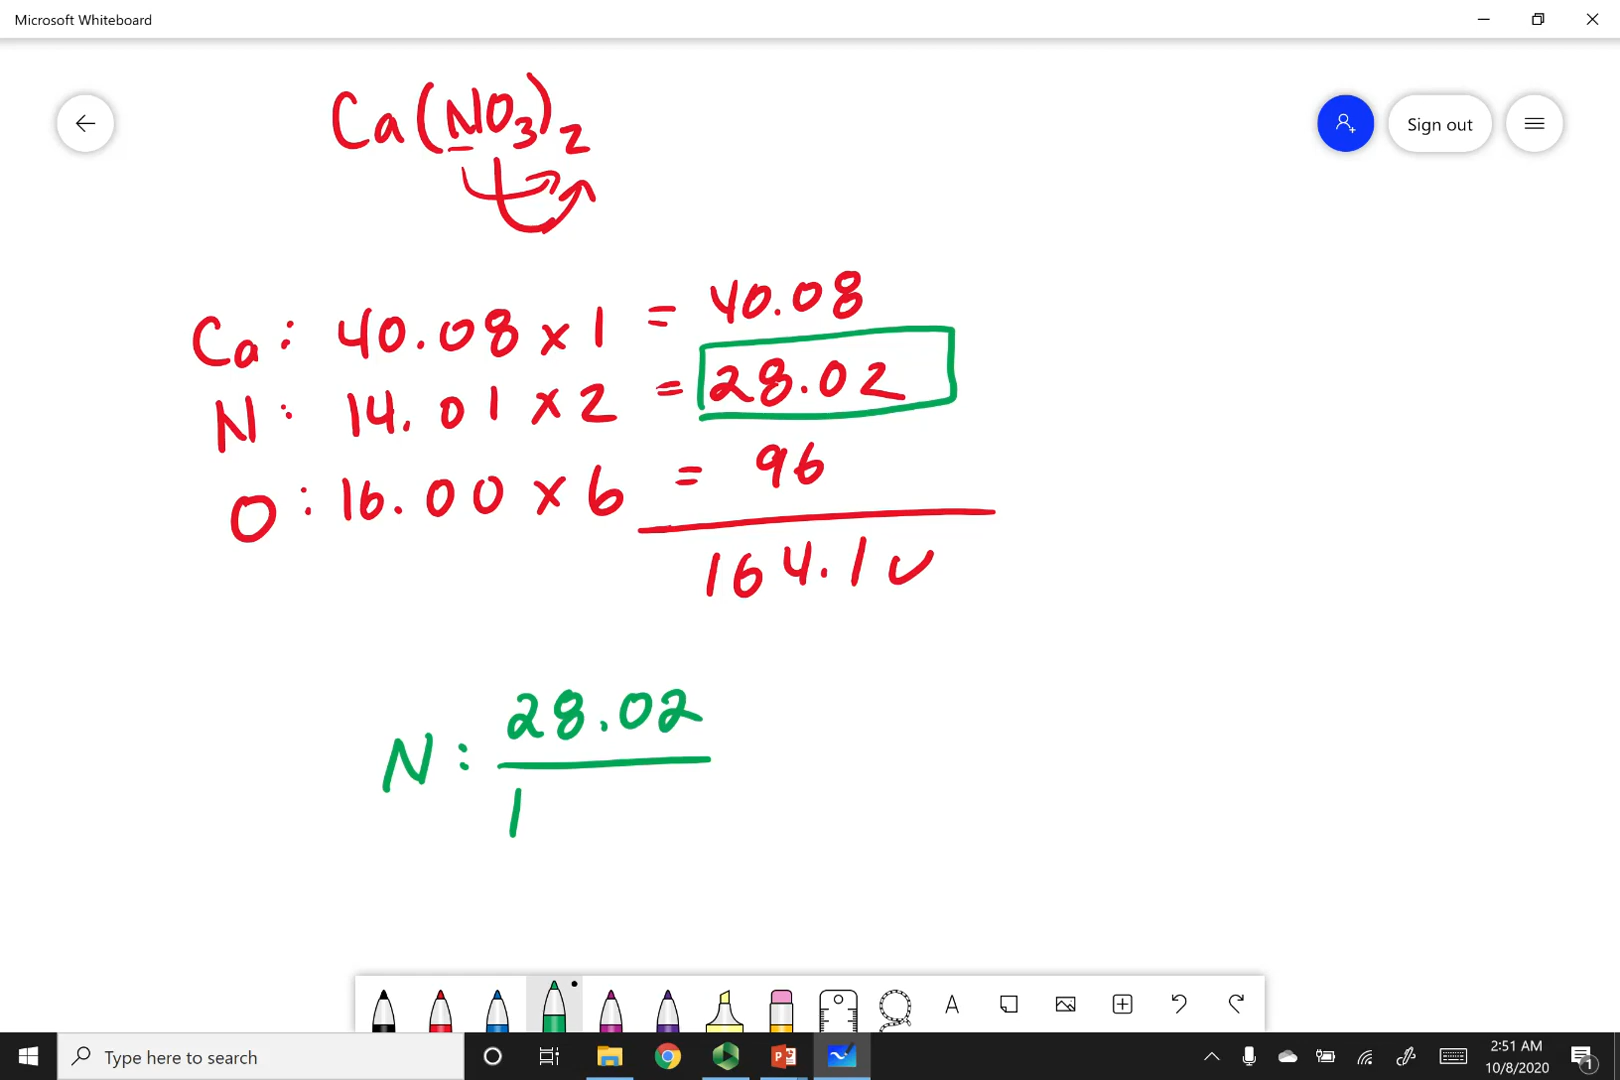 Microsoft Whiteboard
Sign out
Ca(NO3)2
Ca: 40.08 x 1 = 40.08
N: 14.01 x 2 = 28.02
O: 16.00 x 6 = 96
164.1 u
N: 28.02
1
A
Type here to search
2:51 AM
10/8/2020
1